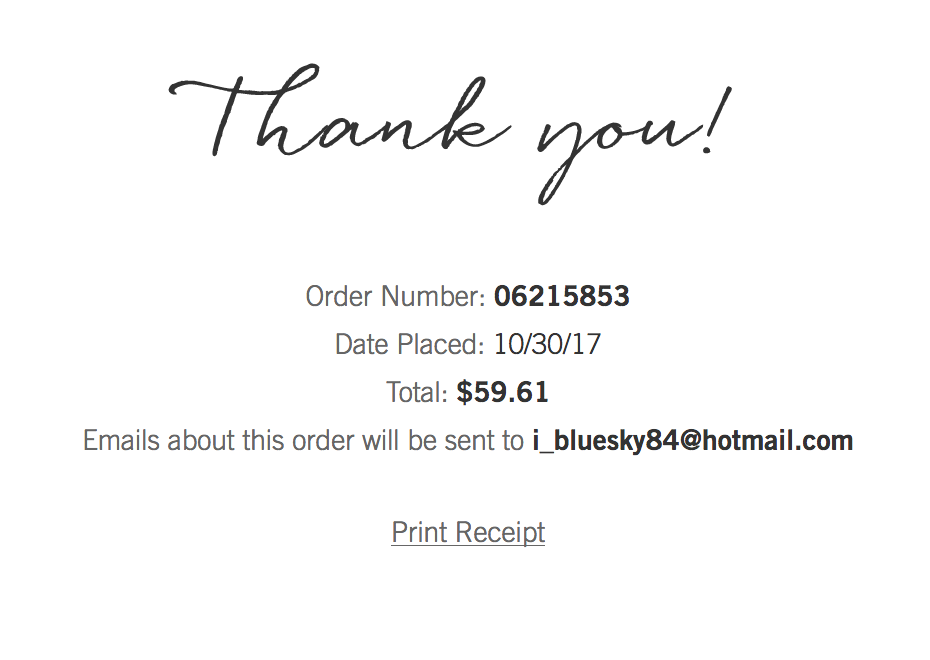 Thank you!
Order Number: 06215853
Date Placed: 10/30/17
Total: $59.61
Emails about this order will be sent to i_bluesky84@hotmail.com
Print Receipt